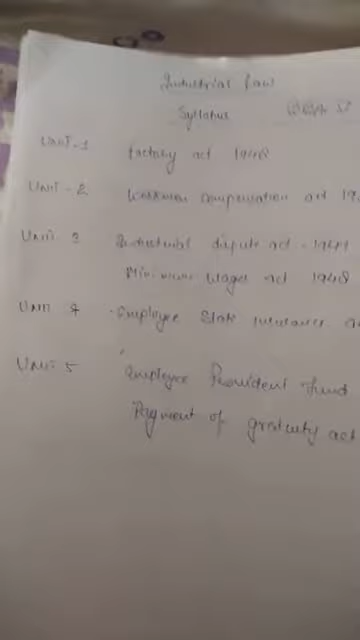 Industrial Law
Syllabus
Unit-1 Factory act 1948
Unit-2 Workmen compensation act 19
Unit 3 Industrial dispute act - 1947
Minimum wages act 1948
Unit 4 Employee State insurance
Unit 5 Employee Provident fund
Payment of gratuity act